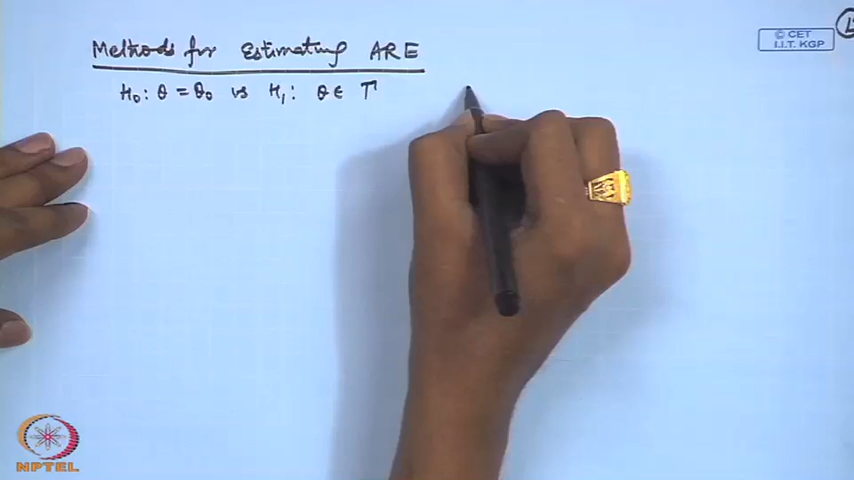 Methods for Estimating ARE
H₀: θ = θ₀ vs H₁: θ ∈ T
© CET
I.I.T. KGP
NPTEL